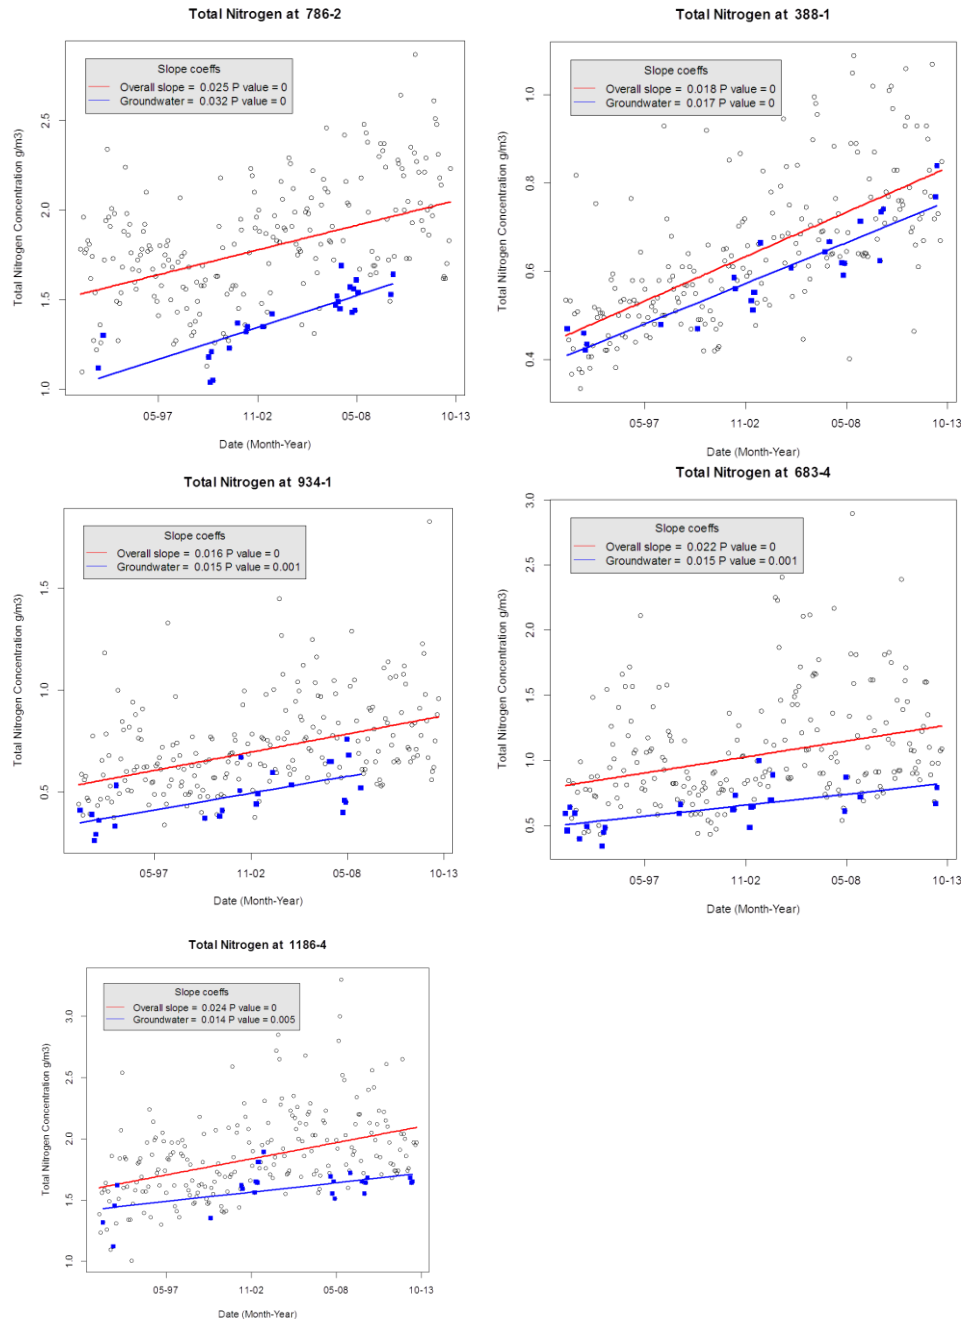 Total Nitrogen at 786-2
Total Nitrogen Concentration g/m3)
2.5
2.0
1.5
1.0
Slope coeffs
Overall slope = 0.025 P value = 0
Groundwater = 0.032 P value = 0
05-97 11-02 05-08 10-13
Date (Month-Year)
Total Nitrogen at 388-1
Total Nitrogen Concentration g/m3)
1.0
0.8
0.6
0.4
Slope coeffs
Overall slope = 0.018 P value = 0
Groundwater = 0.017 P value = 0
05-97 11-02 05-08 10-13
Date (Month-Year)
Total Nitrogen at 934-1
Total Nitrogen Concentration g/m3)
1.5
1.0
0.5
Slope coeffs
Overall slope = 0.016 P value = 0
Groundwater = 0.015 P value = 0.001
05-97 11-02 05-08 10-13
Date (Month-Year)
Total Nitrogen at 683-4
Total Nitrogen Concentration g/m3)
3.0
2.5
2.0
1.5
1.0
0.5
Slope coeffs
Overall slope = 0.022 P value = 0
Groundwater = 0.015 P value = 0.001
05-97 11-02 05-08 10-13
Date (Month-Year)
Total Nitrogen at 1186-4
Total Nitrogen Concentration g/m3)
3.0
2.5
2.0
1.5
1.0
Slope coeffs
Overall slope = 0.024 P value = 0
Groundwater = 0.014 P value = 0.005
05-97 11-02 05-08 10-13
Date (Month-Year)